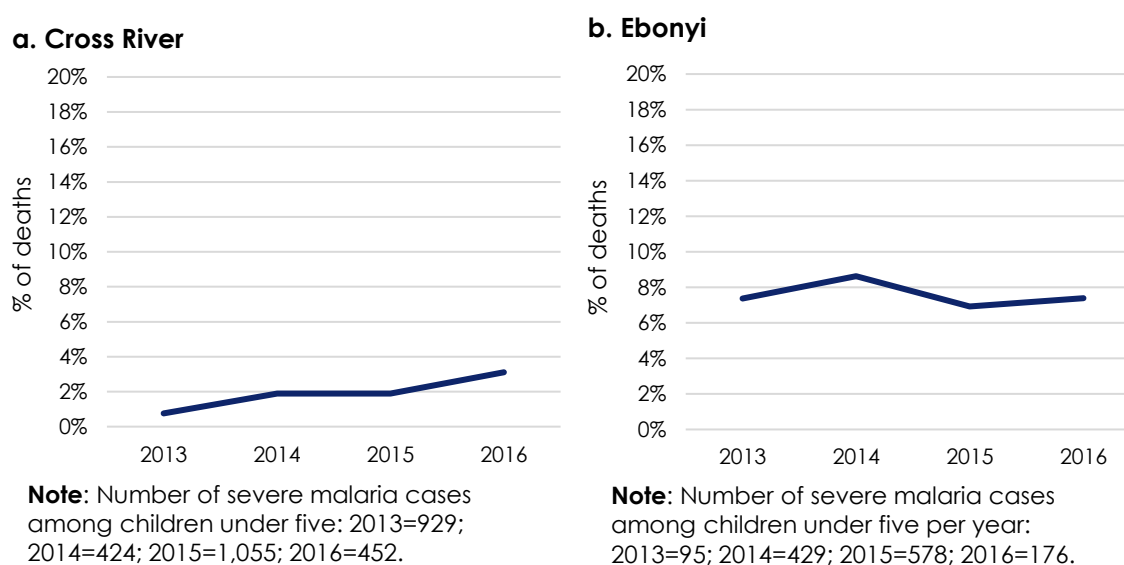 a. Cross River
20%
18%
16%
14%
12%
10%
8%
6%
4%
2%
0%
% of deaths
2013 2014 2015 2016
Note: Number of severe malaria cases
among children under five: 2013=929;
2014=424; 2015=1,055; 2016=452.
b. Ebonyi
20%
18%
16%
14%
12%
10%
8%
6%
4%
2%
0%
% of deaths
2013 2014 2015 2016
Note: Number of severe malaria cases
among children under five per year:
2013=95; 2014=429; 2015=578; 2016=176.